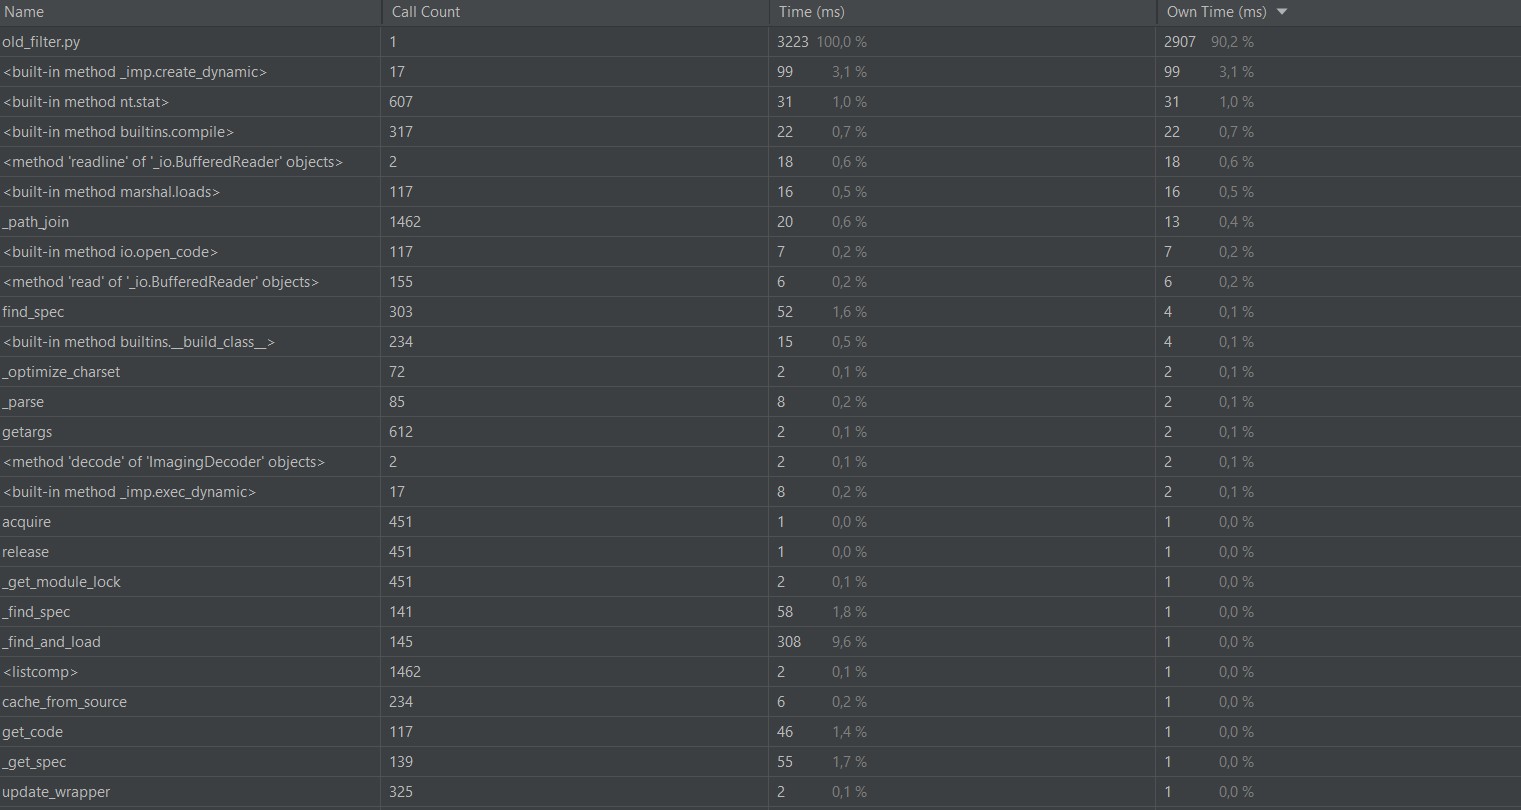 Name Call Count Time (ms) Own Time (ms)
old_filter.py 1 3223 100,0 % 2907 90,2 %
<built-in method _imp.create_dynamic> 17 99 3,1 % 99 3,1 %
<built-in method nt.stat> 607 31 1,0 % 31 1,0 %
<built-in method builtins.compile> 317 22 0,7 % 22 0,7 %
<method 'readline' of '_io.BufferedReader' objects> 2 18 0,6 % 18 0,6 %
<built-in method marshal.loads> 117 16 0,5 % 16 0,5 %
_path_join 1462 20 0,6 % 13 0,4 %
<built-in method io.open_code> 117 7 0,2 % 7 0,2 %
<method 'read' of '_io.BufferedReader' objects> 155 6 0,2 % 6 0,2 %
find_spec 303 52 1,6 % 4 0,1 %
<built-in method builtins.__build_class__> 234 15 0,5 % 4 0,1 %
_optimize_charset 72 2 0,1 % 2 0,1 %
_parse 85 8 0,2 % 2 0,1 %
getargs 612 2 0,1 % 2 0,1 %
<method 'decode' of 'ImagingDecoder' objects> 2 2 0,1 % 2 0,1 %
<built-in method _imp.exec_dynamic> 17 8 0,2 % 2 0,1 %
acquire 451 1 0,0 % 1 0,0 %
release 451 1 0,0 % 1 0,0 %
_get_module_lock 451 2 0,1 % 1 0,0 %
_find_spec 141 58 1,8 % 1 0,0 %
_find_and_load 145 308 9,6 % 1 0,0 %
<listcomp> 1462 2 0,1 % 1 0,0 %
cache_from_source 234 6 0,2 % 1 0,0 %
get_code 117 46 1,4 % 1 0,0 %
_get_spec 139 55 1,7 % 1 0,0 %
update_wrapper 325 2 0,1 % 1 0,0 %